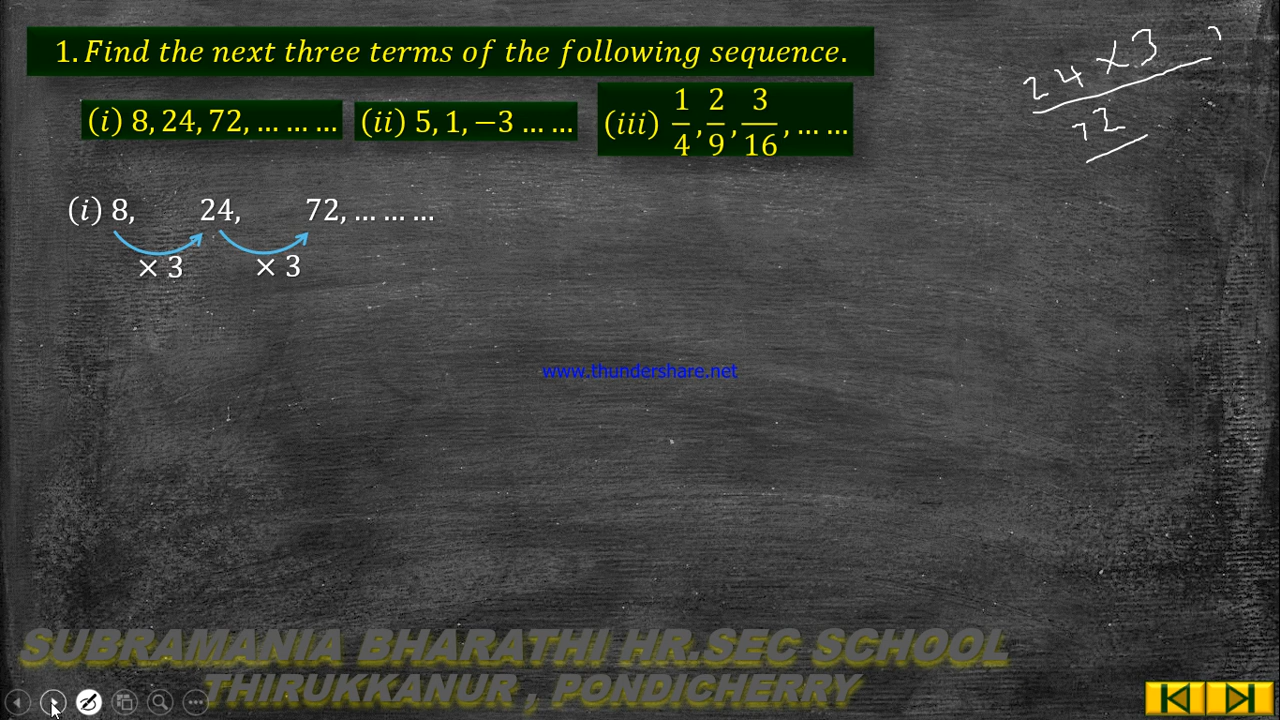 1. Find the next three terms of the following sequence.
(i) 8, 24, 72, ... ... ... (ii) 5, 1, −3 ... ... (iii) 1/4, 2/9, 3/16, ... ...
24 × 3
72
(i) 8, 24, 72, ... ... ...
× 3 × 3
www.thundershare.net
SUBRAMANIA BHARATHI HR.SEC SCHOOL
THIRUKKANUR , PONDICHERRY